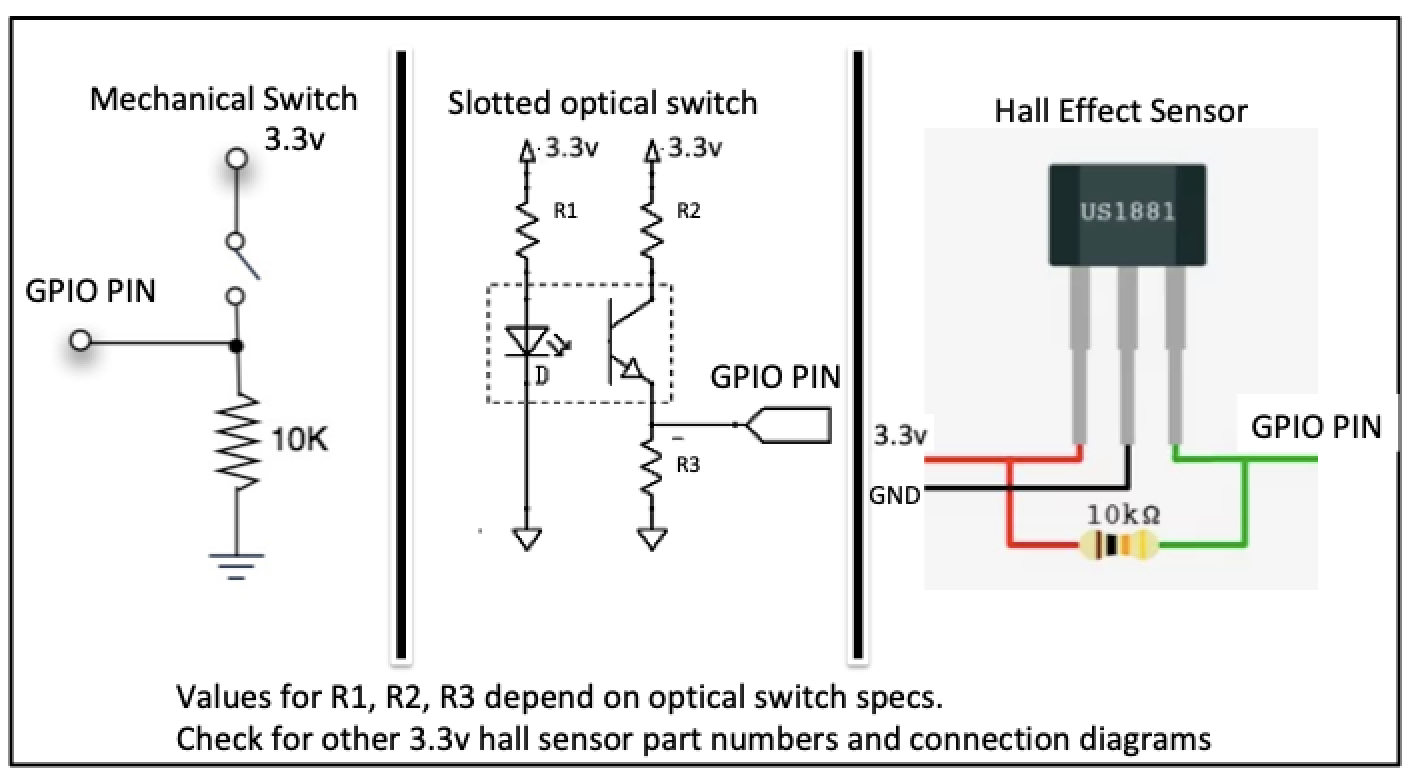 Mechanical Switch
3.3v
GPIO PIN
10K
Slotted optical switch
3.3v
3.3v
R1
R2
D
GPIO PIN
R3
Hall Effect Sensor
US1881
3.3v
GND
GPIO PIN
10kΩ
Values for R1, R2, R3 depend on optical switch specs.
Check for other 3.3v hall sensor part numbers and connection diagrams